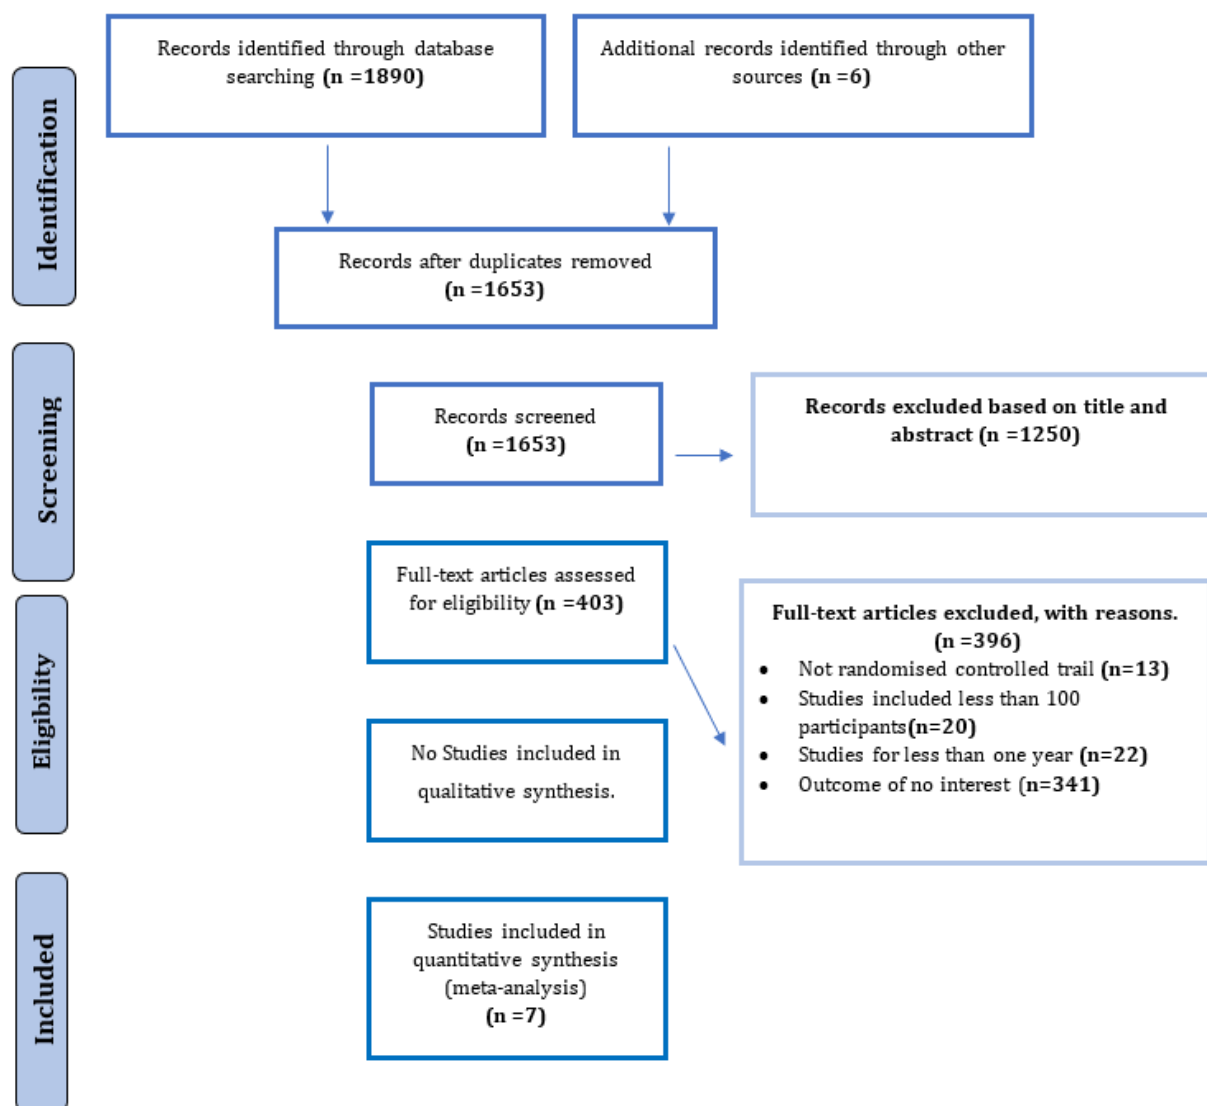 Records identified through database
searching (n =1890)
Additional records identified through other
sources (n =6)
Identification
Records after duplicates removed
(n =1653)
Screening
Records screened
(n =1653)
Records excluded based on title and
abstract (n =1250)
Eligibility
Full-text articles assessed
for eligibility (n =403)
Full-text articles excluded, with reasons.
(n =396)
• Not randomised controlled trail (n=13)
• Studies included less than 100
participants(n=20)
• Studies for less than one year (n=22)
• Outcome of no interest (n=341)
No Studies included in
qualitative synthesis.
Included
Studies included in
quantitative synthesis
(meta-analysis)
(n =7)